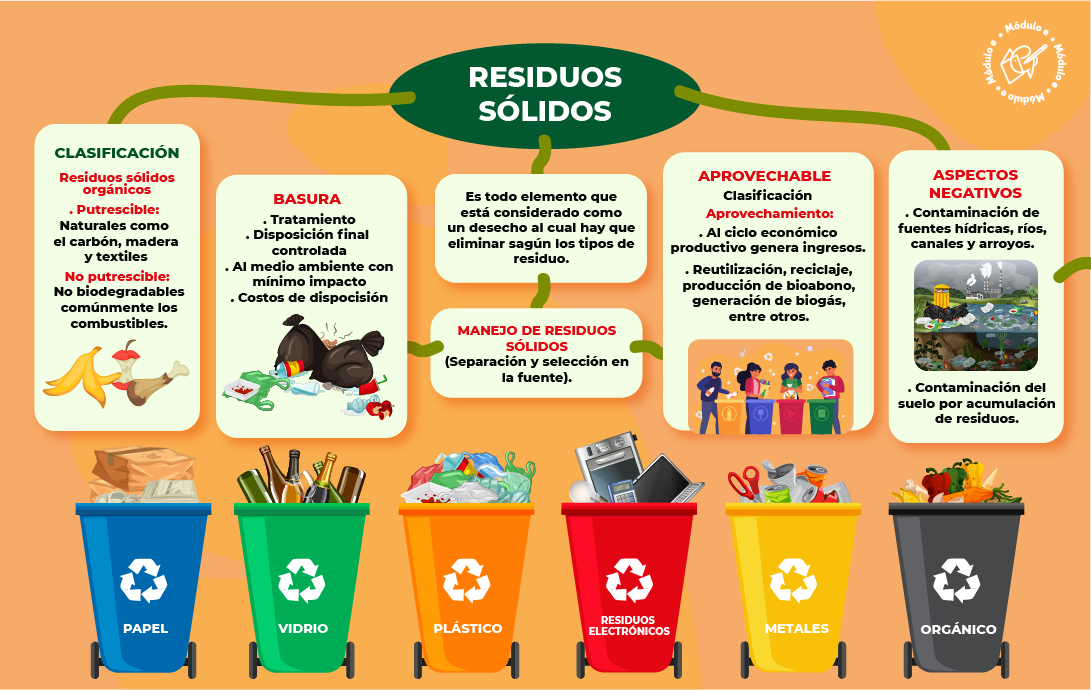 Módulo e • Módulo e • Módulo e • Módulo e •
RESIDUOS
SÓLIDOS
CLASIFICACIÓN
Residuos sólidos
orgánicos
. Putrescible:
Naturales como
el carbón, madera
y textiles
No putrescible:
No biodegradables
comúnmente los
combustibles.
BASURA
. Tratamiento
. Disposición final
controlada
. Al medio ambiente con
mínimo impacto
. Costos de dispocisión
Es todo elemento que
está considerado como
un desecho al cual hay que
eliminar sagún los tipos de
residuo.
MANEJO DE RESIDUOS
SÓLIDOS
(Separación y selección en
la fuente).
APROVECHABLE
Clasificación
Aprovechamiento:
. Al ciclo económico
productivo genera ingresos.
. Reutilización, reciclaje,
producción de bioabono,
generación de biogás,
entre otros.
ASPECTOS
NEGATIVOS
. Contaminación de
fuentes hídricas, ríos,
canales y arroyos.
. Contaminación del
suelo por acumulación
de residuos.
PAPEL
VIDRIO
PLÁSTICO
RESIDUOS
ELECTRÓNICOS
METALES
ORGÁNICO